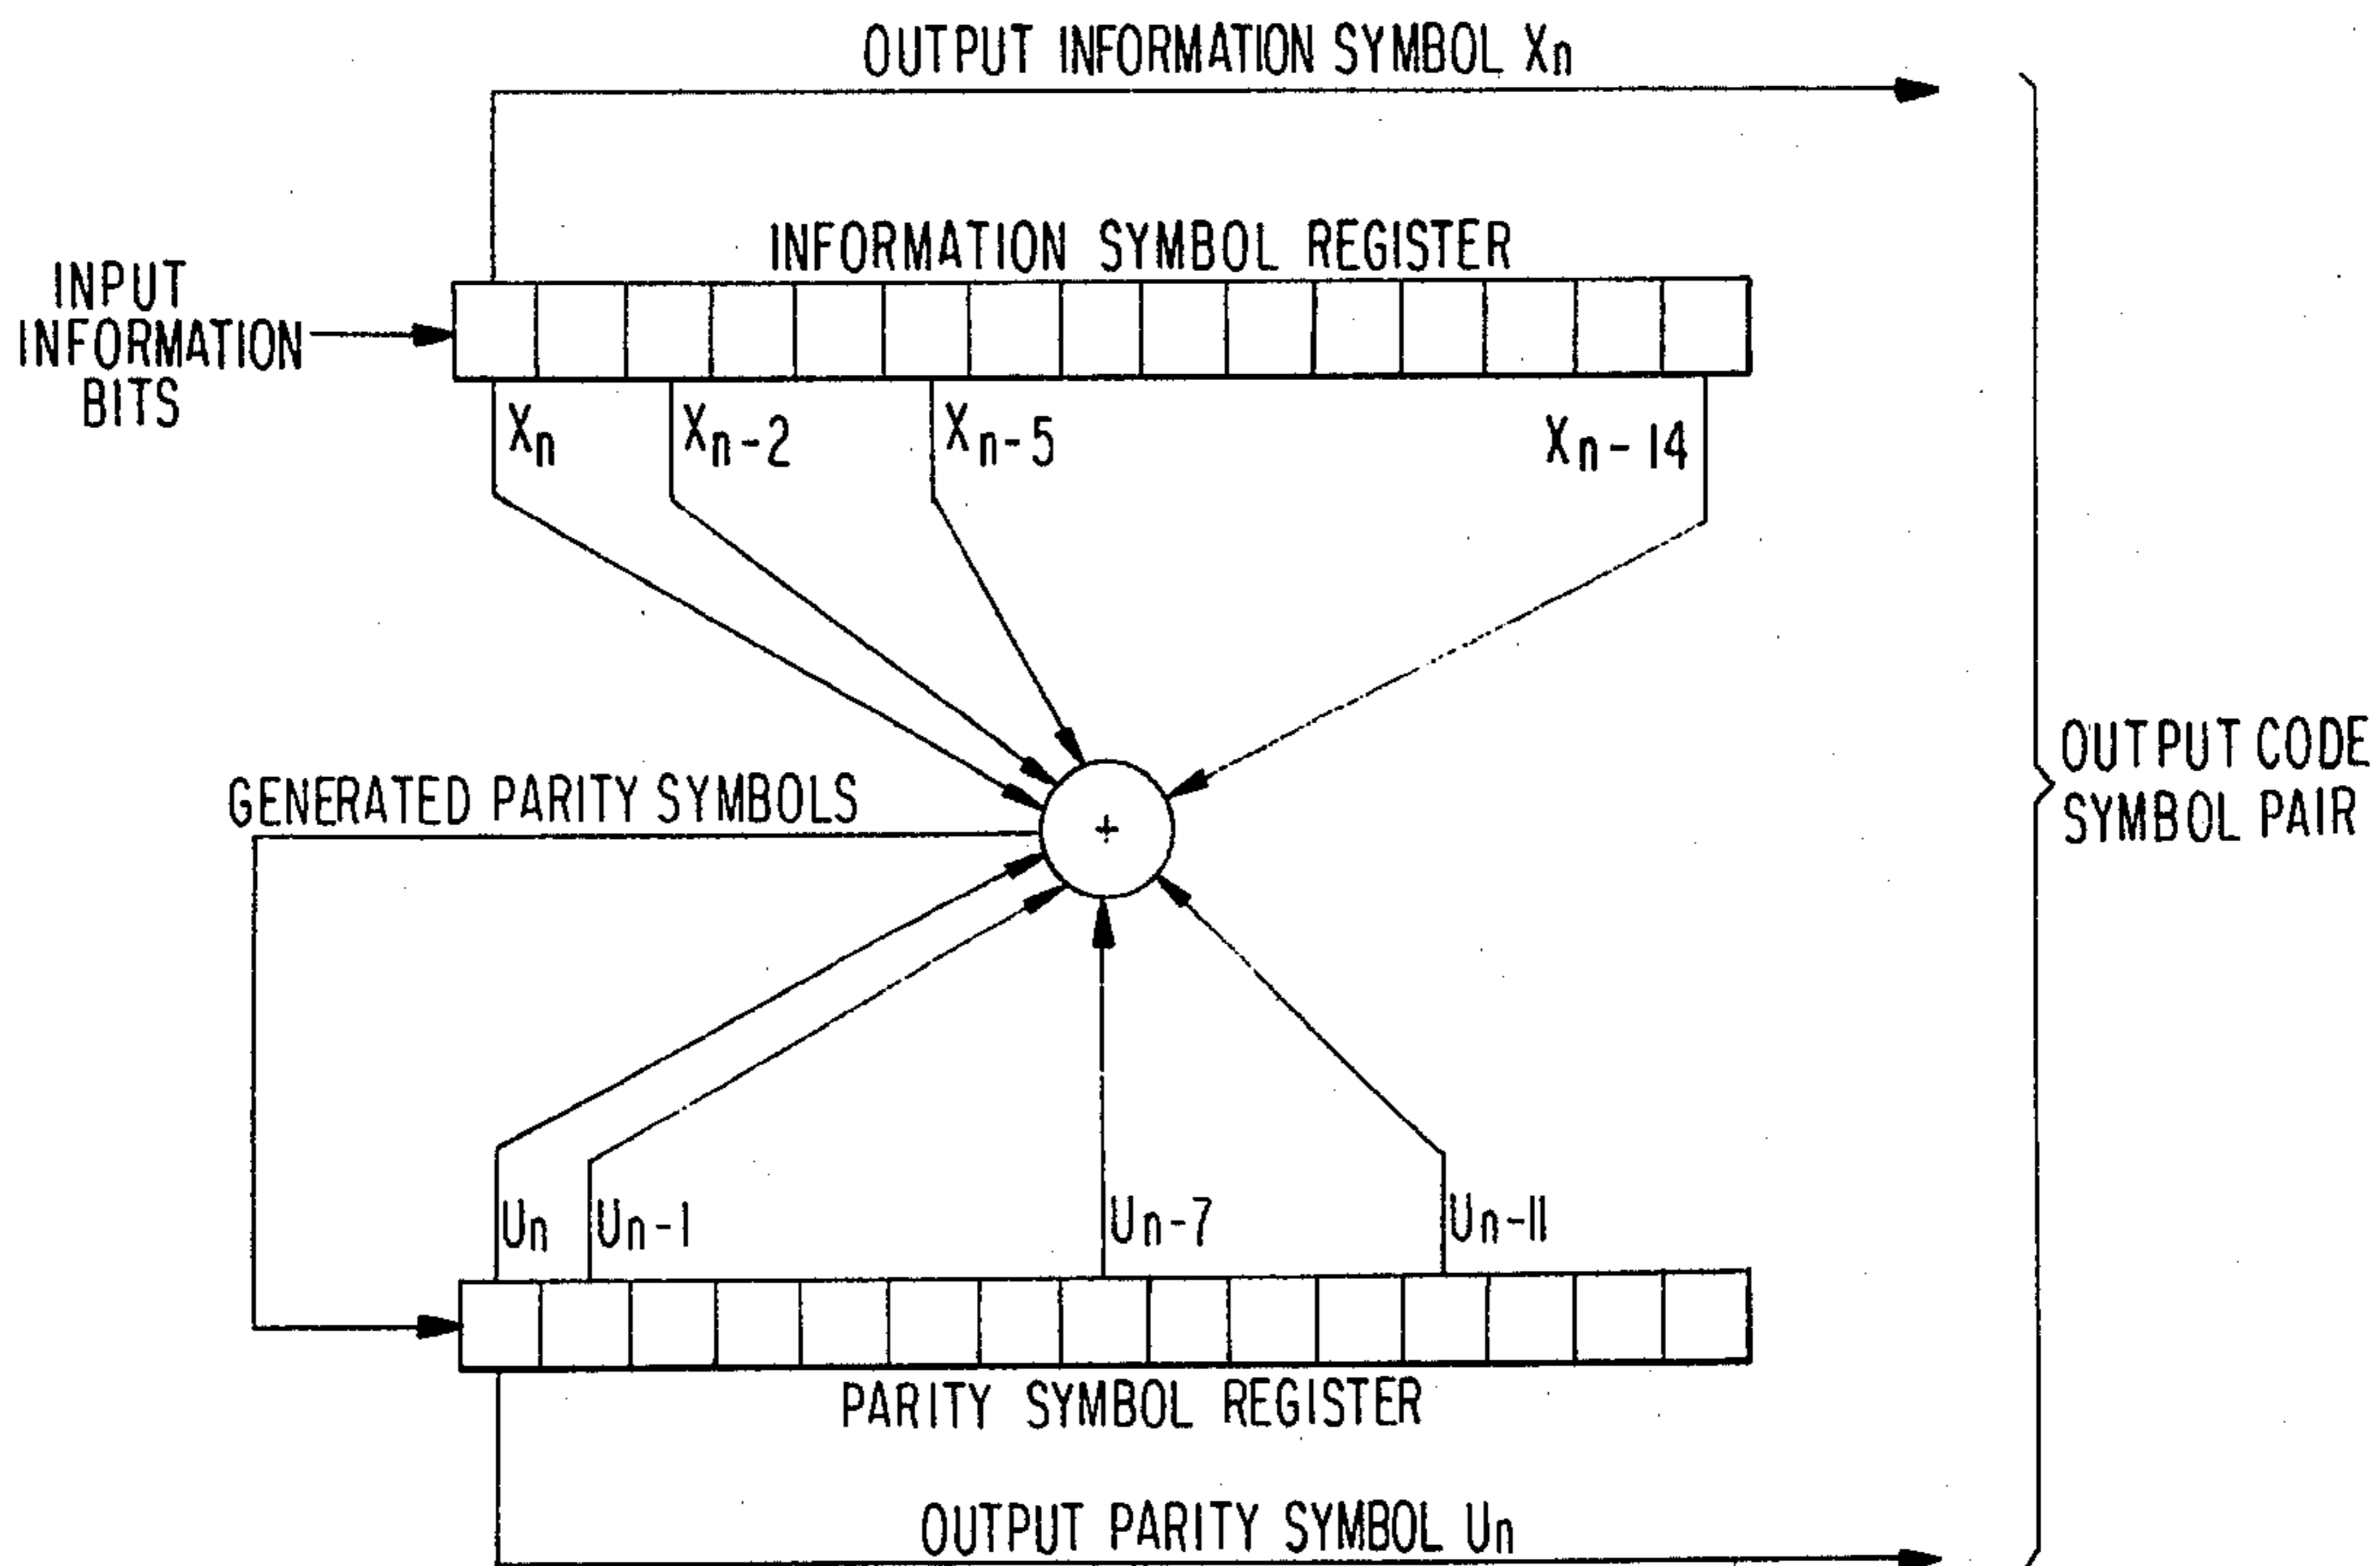 OUTPUT INFORMATION SYMBOL Xn
INFORMATION SYMBOL REGISTER
INPUT
INFORMATION
BITS
Xn
Xn-2
Xn-5
Xn-14
GENERATED PARITY SYMBOLS
+
OUTPUT CODE
SYMBOL PAIR
Un
Un-1
Un-7
Un-11
PARITY SYMBOL REGISTER
OUTPUT PARITY SYMBOL Un